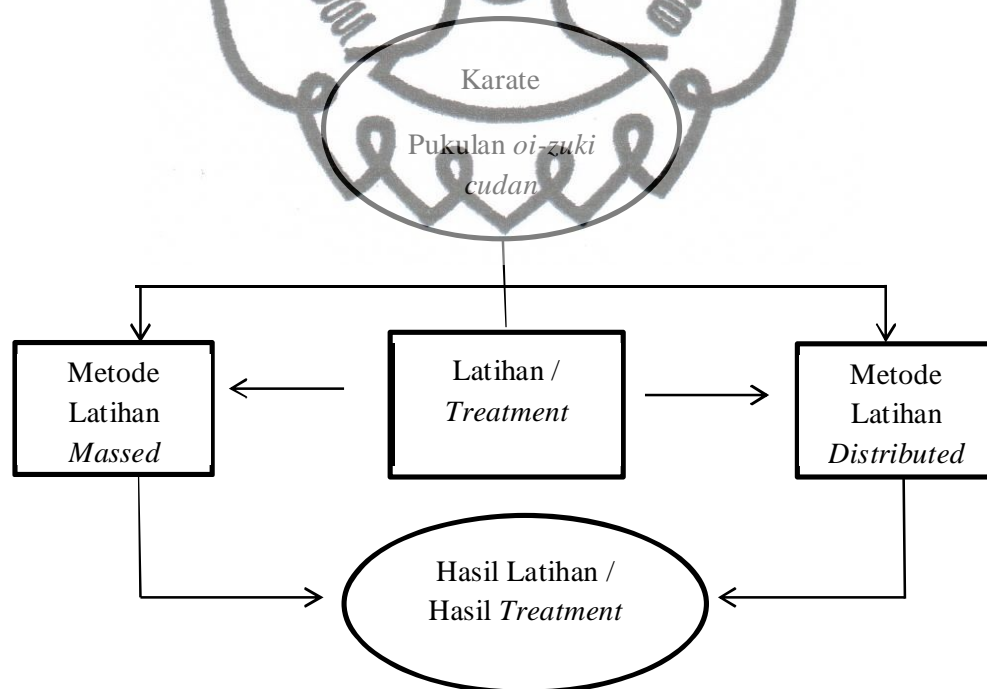 Karate
Pukulan oi-zuki
cudan
Metode
Latihan
Massed
Latihan /
Treatment
Metode
Latihan
Distributed
Hasil Latihan /
Hasil Treatment